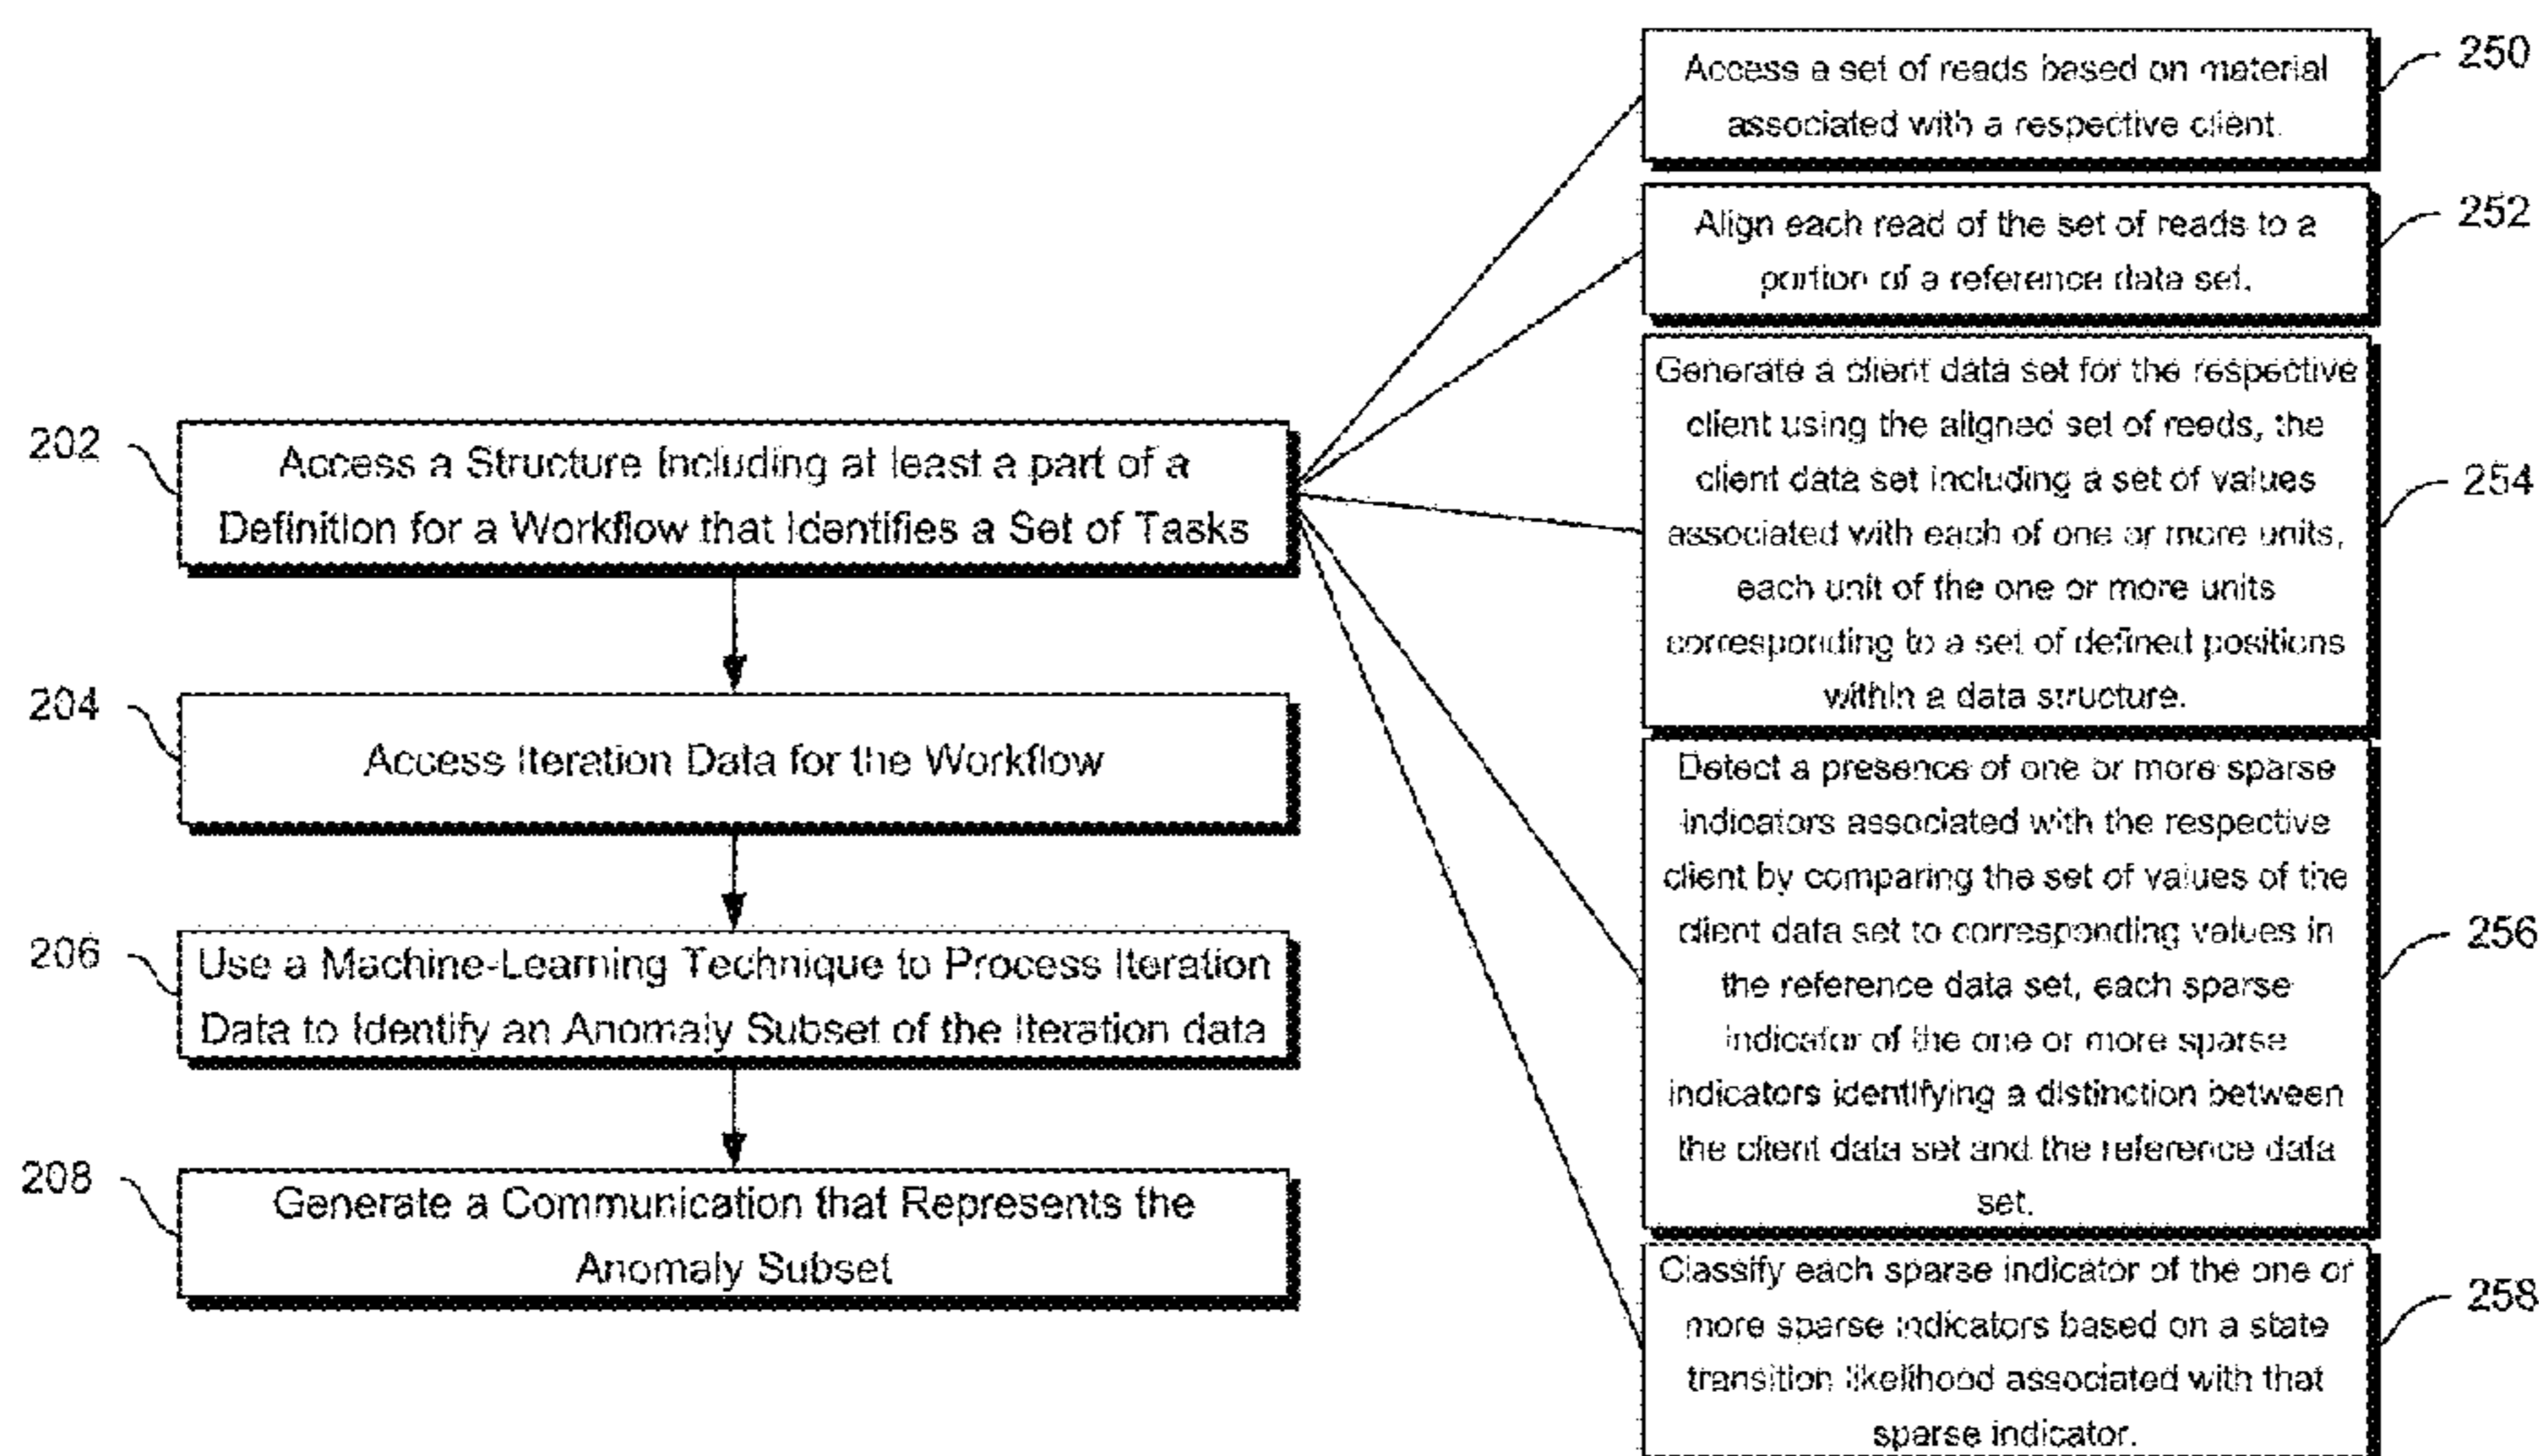 202
Access a Structure Including at least a part of a
Definition for a Workflow that Identifies a Set of Tasks
204
Access Iteration Data for the Workflow
206
Use a Machine-Learning Technique to Process Iteration
Data to Identify an Anomaly Subset of the Iteration data
208
Generate a Communication that Represents the
Anomaly Subset
Access a set of reads based on material
associated with a respective client.
250
Align each read of the set of reads to a
portion of a reference data set.
252
Generate a client data set for the respective
client using the aligned set of reads, the
client data set including a set of values
associated with each of one or more units,
each unit of the one or more units
corresponding to a set of defined positions
within a data structure.
254
Detect a presence of one or more sparse
indicators associated with the respective
client by comparing the set of values of the
client data set to corresponding values in
the reference data set, each sparse
indicator of the one or more sparse
indicators identifying a distinction between
the client data set and the reference data
set.
256
Classify each sparse indicator of the one or
more sparse indicators based on a state
transition likelihood associated with that
sparse indicator.
258